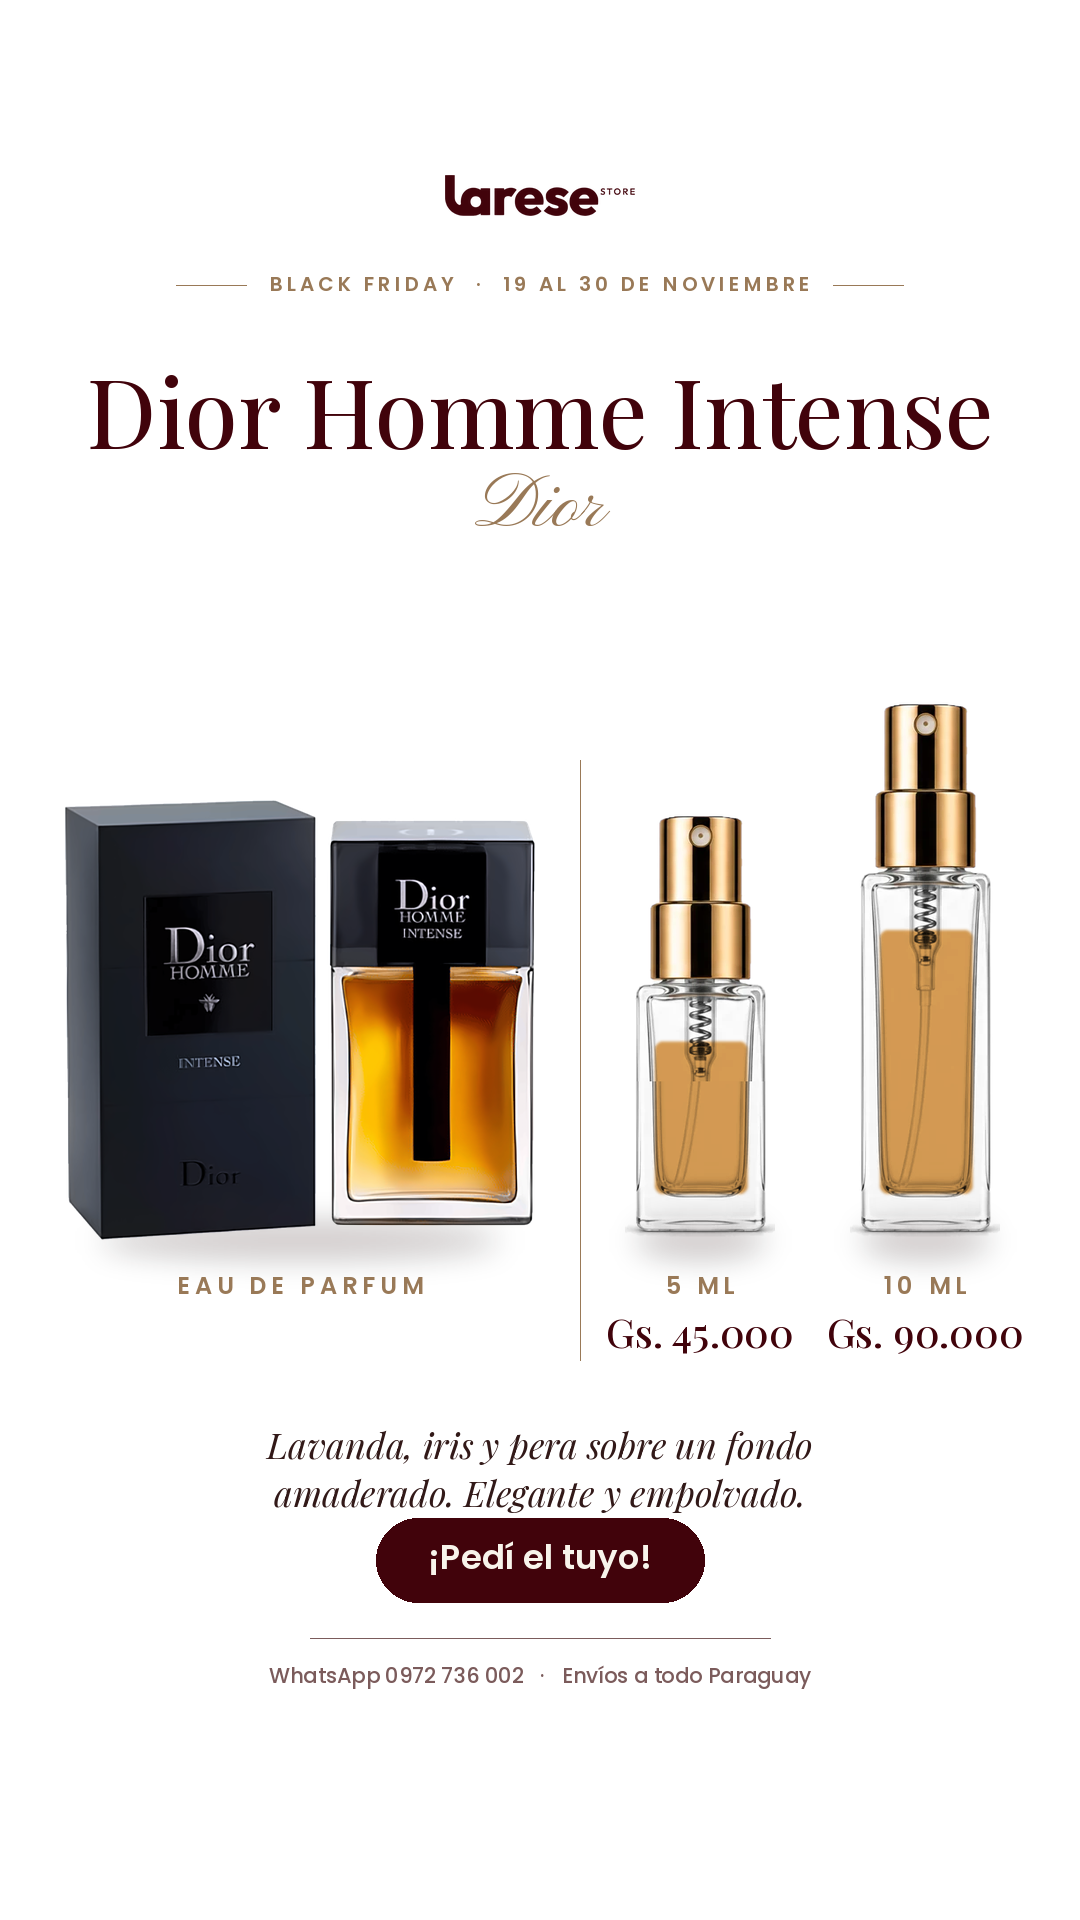 Larese STORE
BLACK FRIDAY · 19 AL 30 DE NOVIEMBRE
Dior Homme Intense
Dior
Dior
HOMME
INTENSE
Dior
Dior
HOMME
INTENSE
EAU DE PARFUM
5 ML
Gs. 45.000
10 ML
Gs. 90.000
Lavanda, iris y pera sobre un fondo
amaderado. Elegante y empolvado.
¡Pedí el tuyo!
WhatsApp 0972 736 002 · Envíos a todo Paraguay